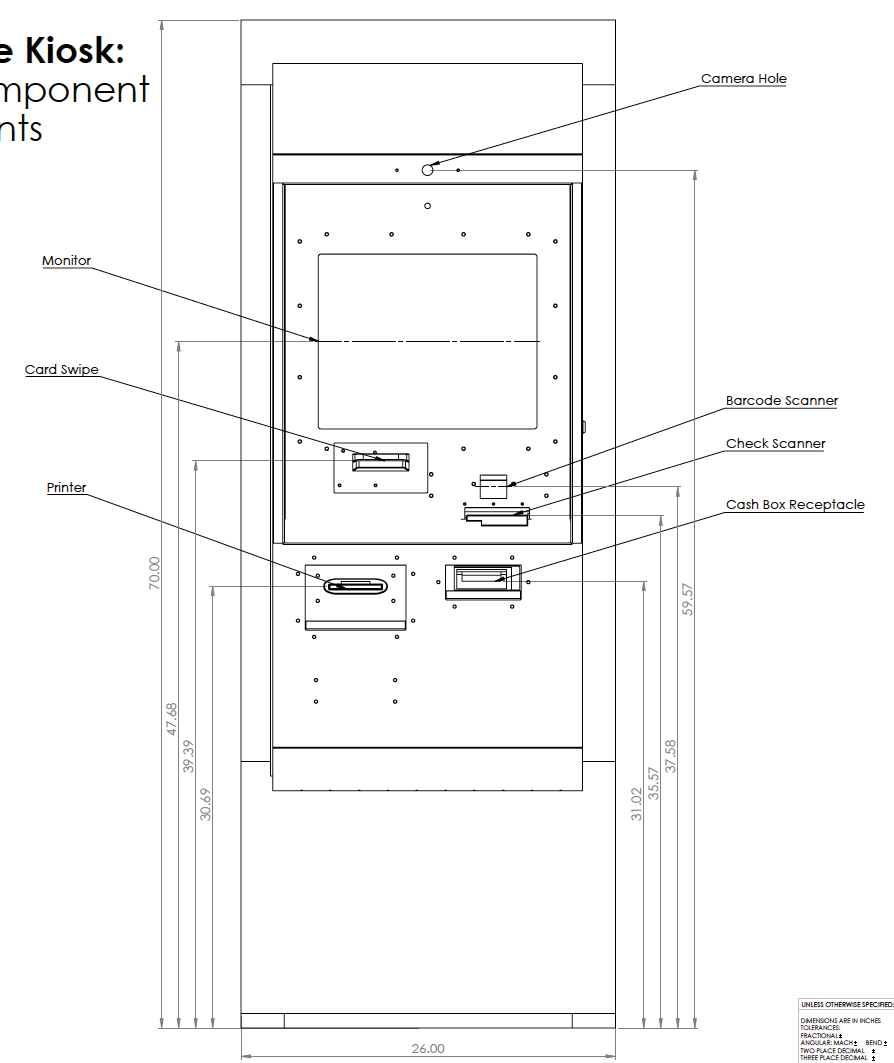 e Kiosk:
mponent
nts
Camera Hole
Monitor
Card Swipe
Barcode Scanner
Check Scanner
Printer
Cash Box Receptacle
70.00
59.57
47.68
39.39
37.58
35.57
30.69
31.02
26.00
UNLESS OTHERWISE SPECIFIED:
DIMENSIONS ARE IN INCHES
TOLERANCES:
FRACTIONAL±
ANGULAR: MACH± BEND ±
TWO PLACE DECIMAL ±
THREE PLACE DECIMAL ±